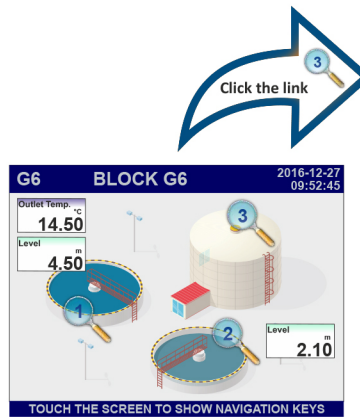 3
Click the link
G6 BLOCK G6 2016-12-27
09:52:45
Outlet Temp.
°C
14.50
Level
m
4.50
3
1
2
Level
m
2.10
TOUCH THE SCREEN TO SHOW NAVIGATION KEYS